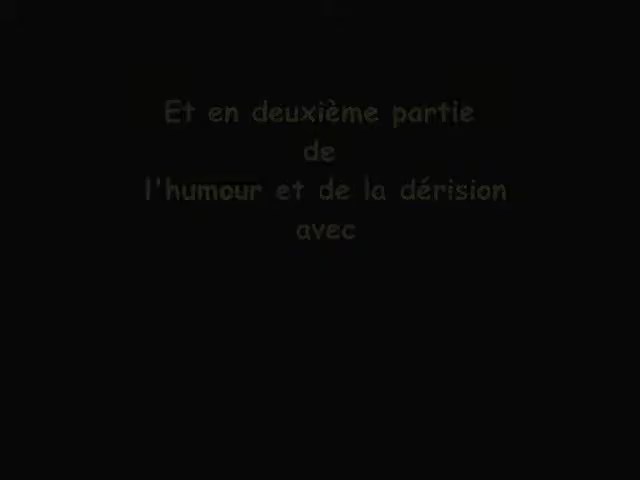 Et en deuxième partie
de
l'humour et de la dérision
avec